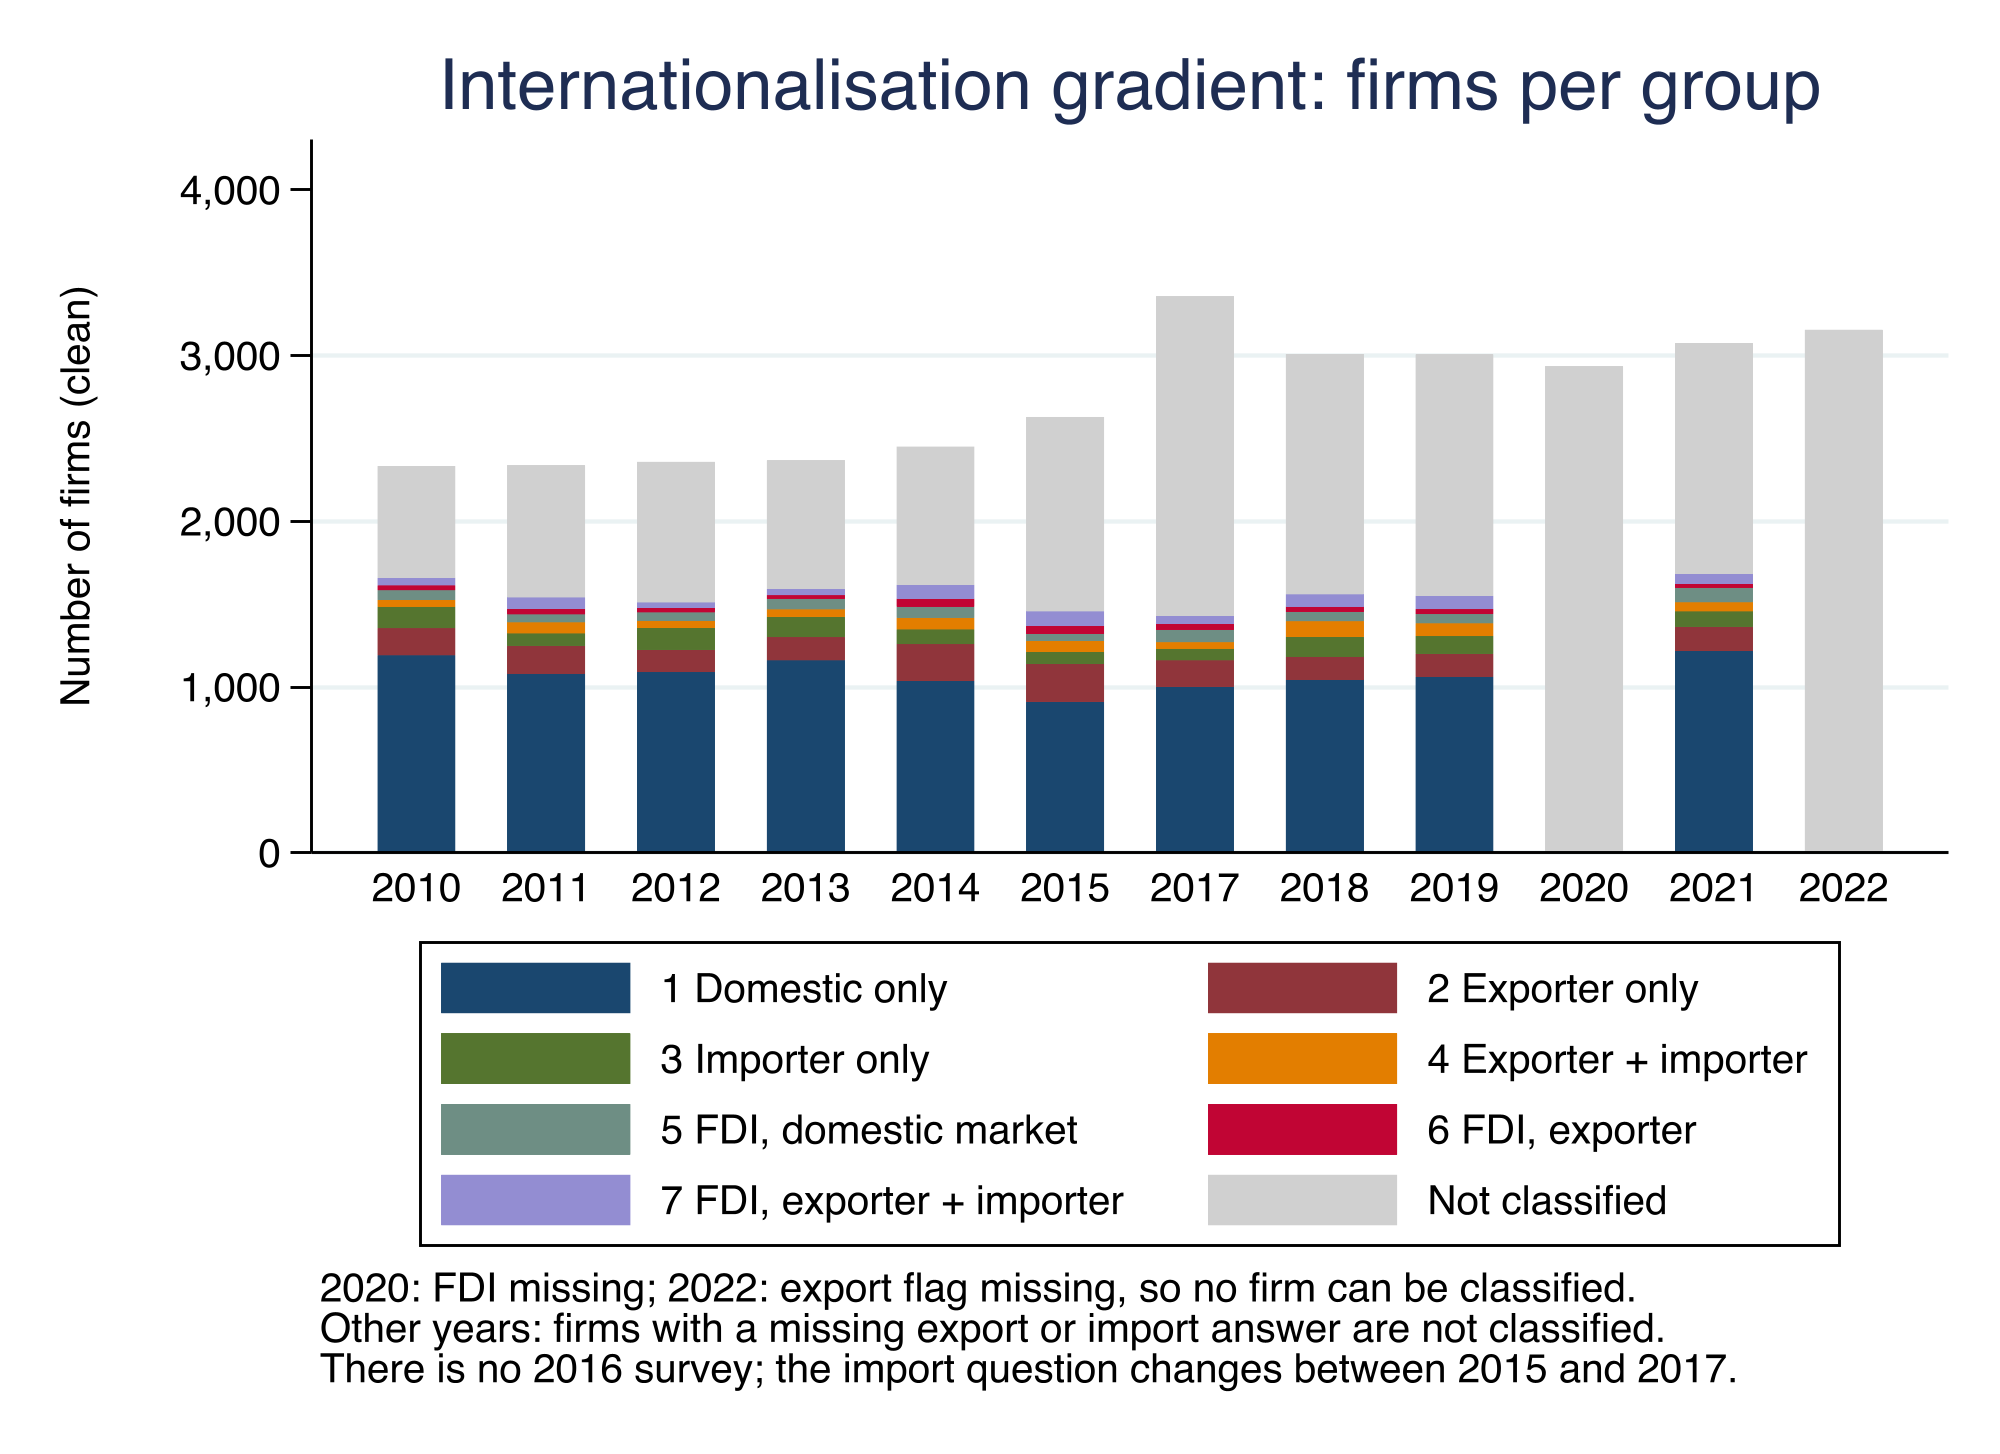 Internationalisation gradient: firms per group
Number of firms (clean)
4,000
3,000
2,000
1,000
0
2010 2011 2012 2013 2014 2015 2017 2018 2019 2020 2021 2022
1 Domestic only
2 Exporter only
3 Importer only
4 Exporter + importer
5 FDI, domestic market
6 FDI, exporter
7 FDI, exporter + importer
Not classified
2020: FDI missing; 2022: export flag missing, so no firm can be classified.
Other years: firms with a missing export or import answer are not classified.
There is no 2016 survey; the import question changes between 2015 and 2017.